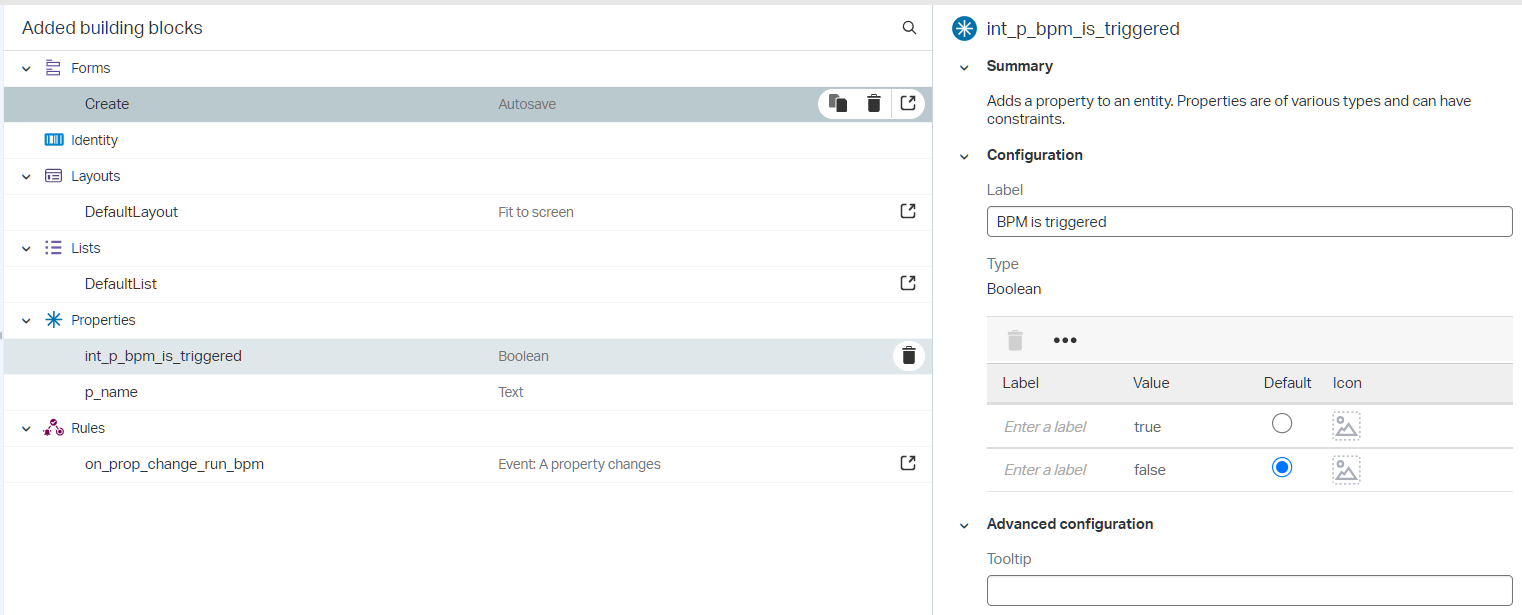 Added building blocks
Forms
Create Autosave
Identity
Layouts
DefaultLayout Fit to screen
Lists
DefaultList
Properties
int_p_bpm_is_triggered Boolean
p_name Text
Rules
on_prop_change_run_bpm Event: A property changes
int_p_bpm_is_triggered
Summary
Adds a property to an entity. Properties are of various types and can have
constraints.
Configuration
Label
BPM is triggered
Type
Boolean
Label Value Default Icon
Enter a label true
Enter a label false
Advanced configuration
Tooltip